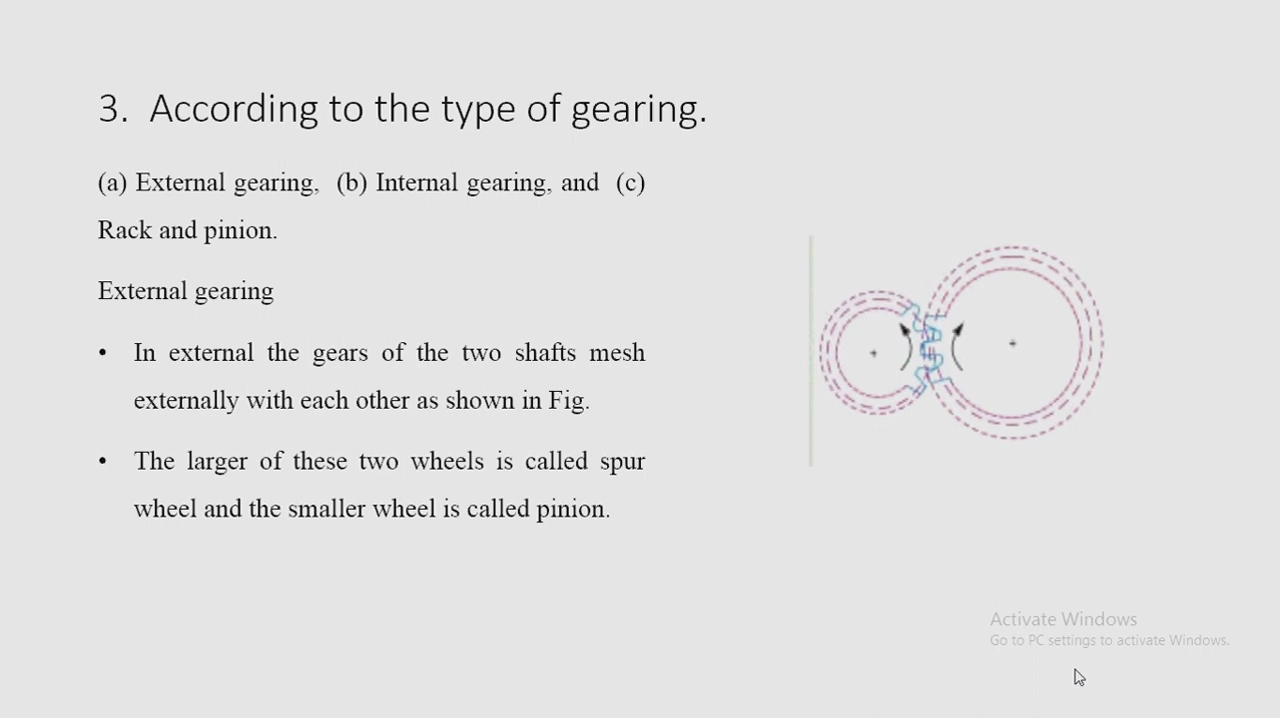 3. According to the type of gearing.
(a) External gearing, (b) Internal gearing, and (c)
Rack and pinion.
External gearing
• In external the gears of the two shafts mesh
externally with each other as shown in Fig.
• The larger of these two wheels is called spur
wheel and the smaller wheel is called pinion.
Activate Windows
Go to PC settings to activate Windows.